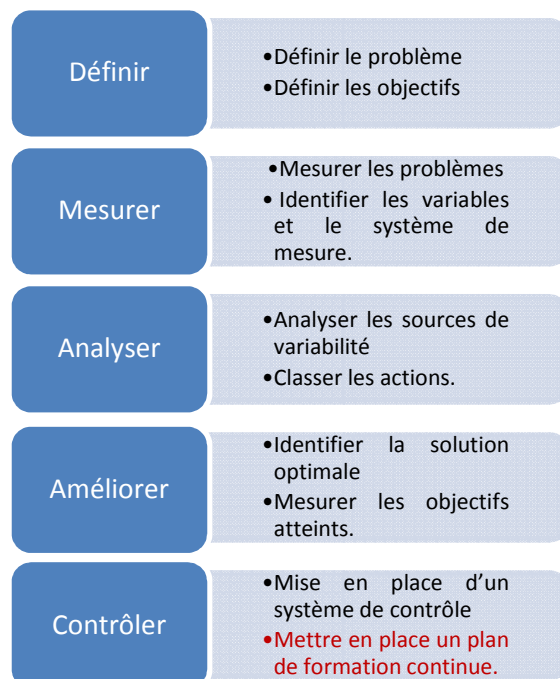 Définir
•Définir le problème
•Définir les objectifs
Mesurer
•Mesurer les problèmes
• Identifier les variables
et le système de
mesure.
Analyser
•Analyser les sources de
variabilité
•Classer les actions.
Améliorer
•Identifier la solution
optimale
•Mesurer les objectifs
atteints.
Contrôler
•Mise en place d'un
système de contrôle
•Mettre en place un plan
de formation continue.